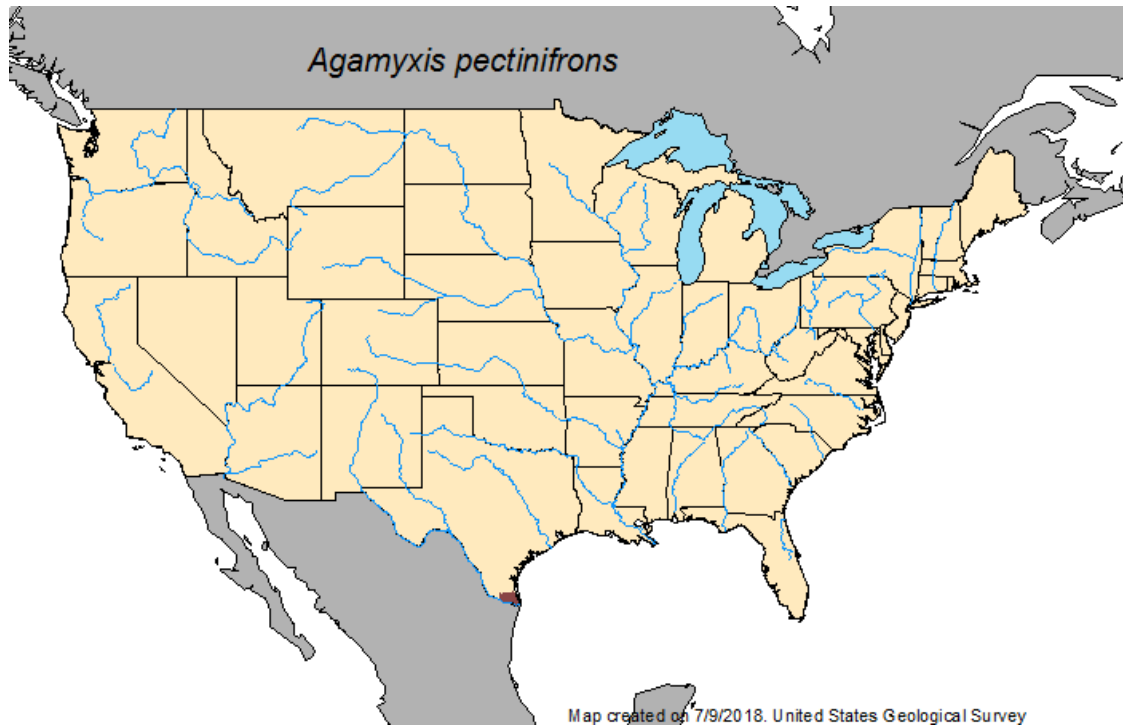 Agamyxis pectinifrons
Map created on 7/9/2018. United States Geological Survey